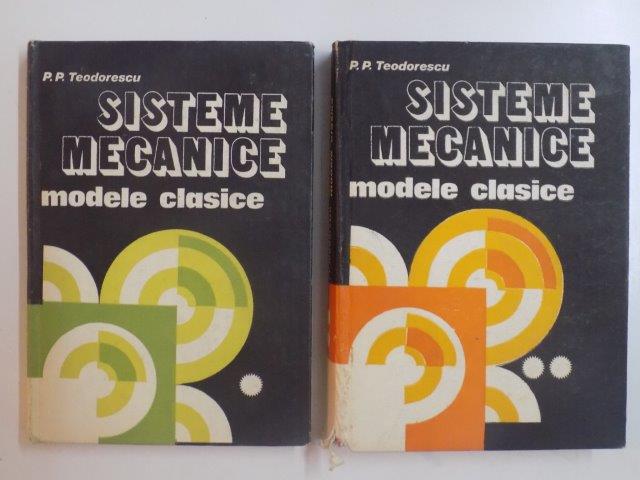 P.P. Teodorescu
SISTEME
MECANICE
modele clasice
P.P. Teodorescu
SISTEME
MECANICE
modele clasice